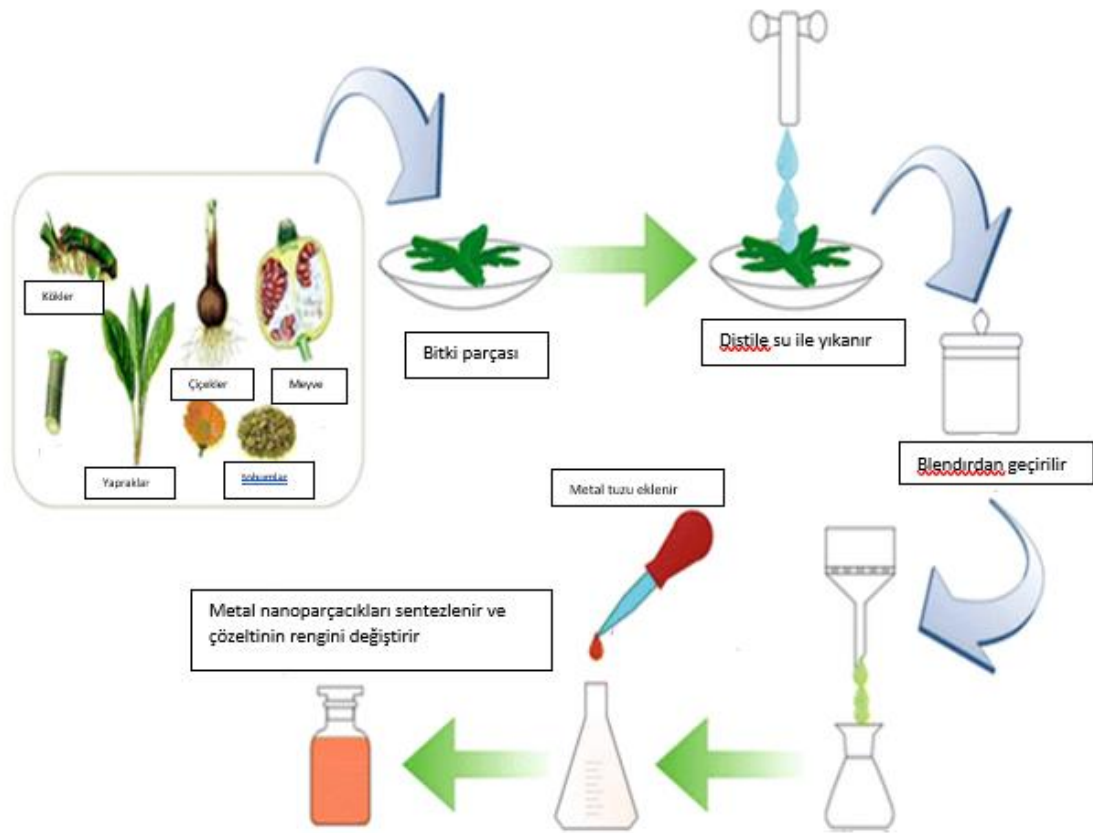 Kökler
Çiçekler
Meyve
Yapraklar
tohumlar
Bitki parçası
Distile su ile yıkanır
Blendırdan geçirilir
Metal tuzu eklenir
Metal nanoparçacıkları sentezlenir ve
çözeltinin rengini değiştirir